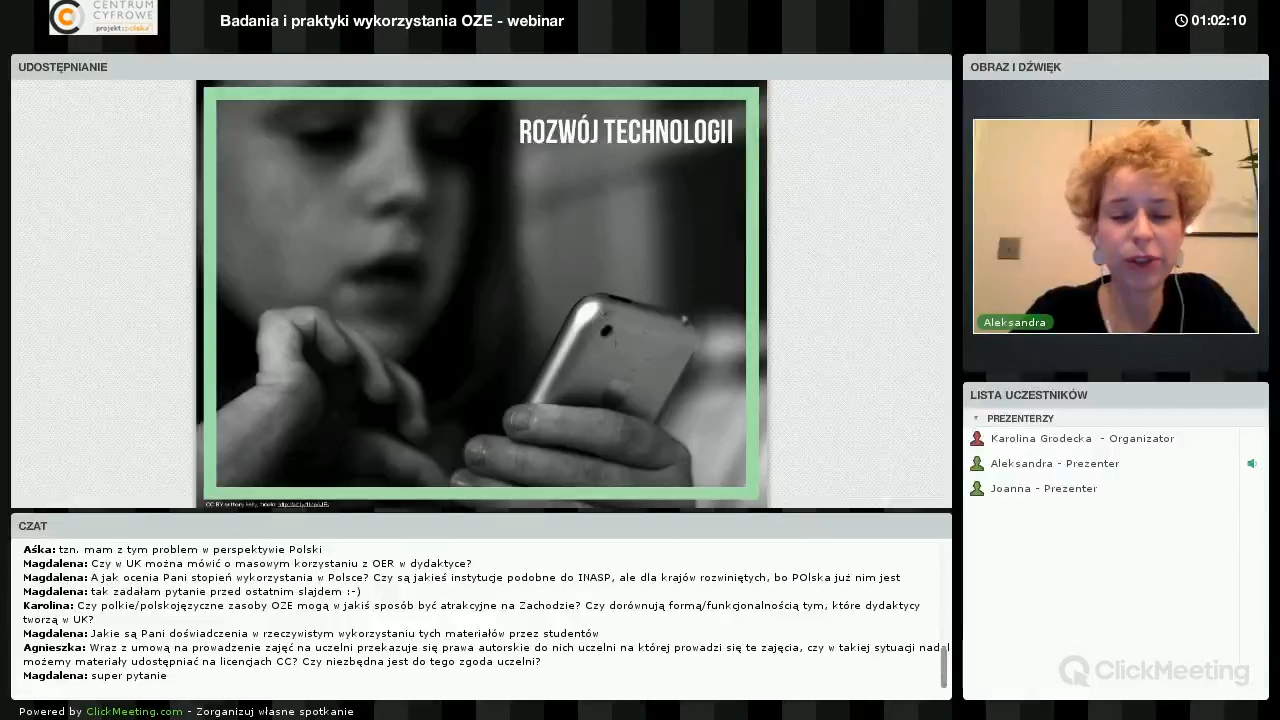 CENTRUM
CYFROWE
projekt: polska
Badania i praktyki wykorzystania OZE - webinar
01:02:10
UDOSTĘPNIANIE
OBRAZ I DŹWIĘK
ROZWÓJ TECHNOLOGII
Aleksandra
LISTA UCZESTNIKÓW
PREZENTERZY
Karolina Grodecka - Organizator
Aleksandra - Prezenter
Joanna - Prezenter
CZAT
Aśka: tzn. mam z tym problem w perspektywie Polski
Magdalena: Czy w UK można mówić o masowym korzystaniu z OER w dydaktyce?
Magdalena: A jak ocenia Pani stopień wykorzystania w Polsce? Czy są jakieś instytucje podobne do INASP, ale dla krajów rozwiniętych, bo POlska już nim jest
Magdalena: tak zadałam pytanie przed ostatnim slajdem :-)
Karolina: Czy polkie/polskojęzyczne zasoby OZE mogą w jakiś sposób być atrakcyjne na Zachodzie? Czy dorównują formą/funkcjonalnością tym, które dydaktycy
tworzą w UK?
Magdalena: Jakie są Pani doświadczenia w rzeczywistym wykorzystaniu tych materiałów przez studentów
Agnieszka: Wraz z umową na prowadzenie zajęć na uczelni przekazuje się prawa autorskie do nich uczelni na której prowadzi się te zajęcia, czy w takiej sytuacji nadal
możemy materiały udostępniać na licencjach CC? Czy niezbędna jest do tego zgoda uczelni?
Magdalena: super pytanie
ClickMeeting
Powered by ClickMeeting.com - Zorganizuj własne spotkanie